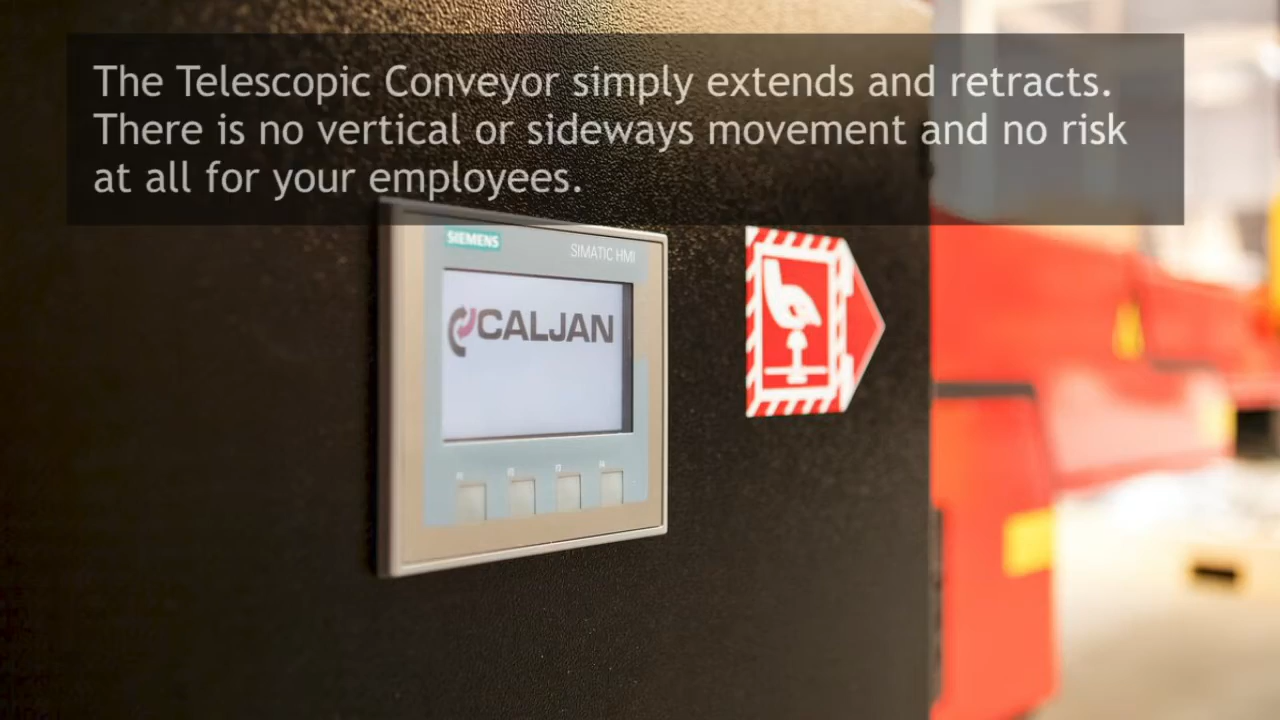 The Telescopic Conveyor simply extends and retracts.
There is no vertical or sideways movement and no risk
at all for your employees.
SIEMENS
SIMATIC HMI
CALJAN